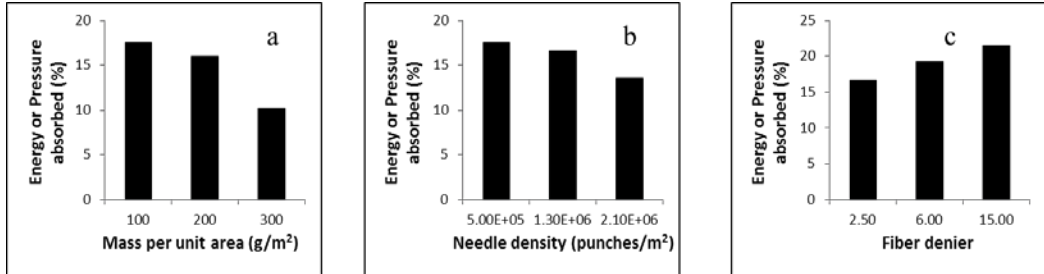 20
15
10
5
0
Energy or Pressure
absorbed (%)
a
100 200 300
Mass per unit area (g/m²)
20
15
10
5
0
Energy or Pressure
absorbed (%)
b
5.00E+05 1.30E+06 2.10E+06
Needle density (punches/m²)
25
20
15
10
5
0
Energy or Pressure
absorbed (%)
c
2.50 6.00 15.00
Fiber denier